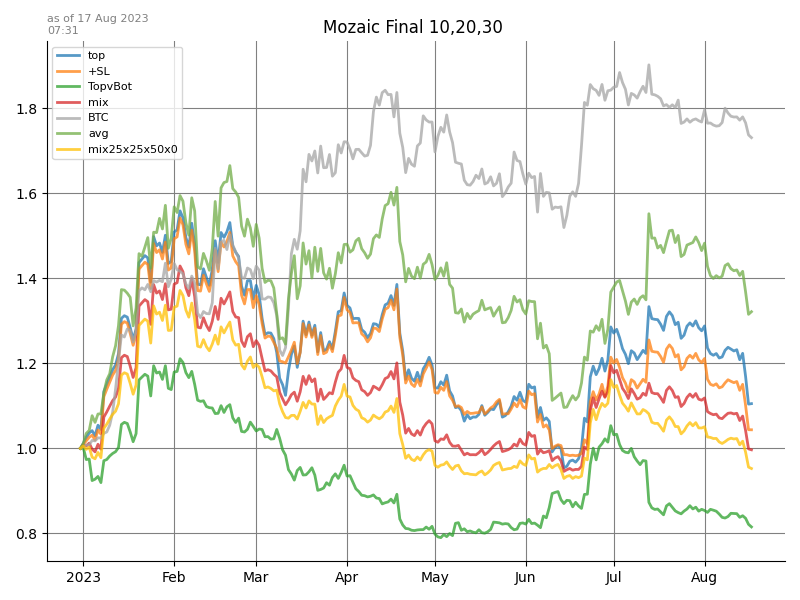 as of 17 Aug 2023
07:31
Mozaic Final 10,20,30
top
+SL
TopvBot
mix
BTC
avg
mix25x25x50x0
1.8
1.6
1.4
1.2
1.0
0.8
2023 Feb Mar Apr May Jun Jul Aug